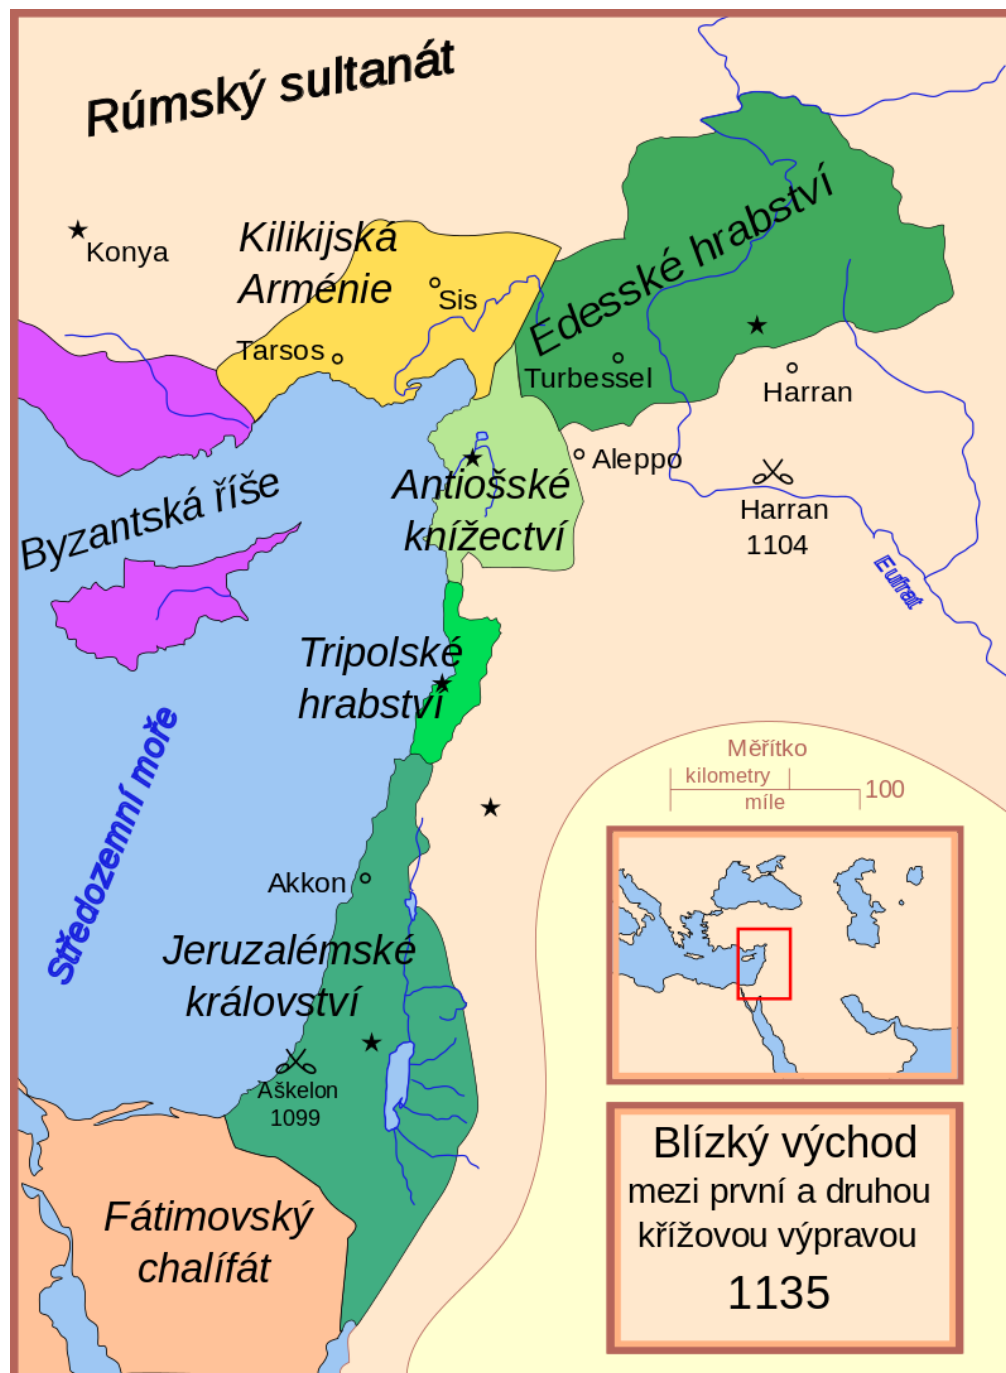 Rúmský sultanát
Konya
Kilikijská
Arménie
Sis
Tarsos
Edesské hrabství
Turbessel
Harran
Aleppo
Antiošské
knížectví
Harran
1104
Eufrat
Byzantská říše
Tripolské
hrabství
Středozemní moře
Měřítko
kilometry
míle
100
Akkon
Jeruzalémské
království
Aškelon
1099
Fátimovský
chalífát
Blízký východ
mezi první a druhou
křížovou výpravou
1135